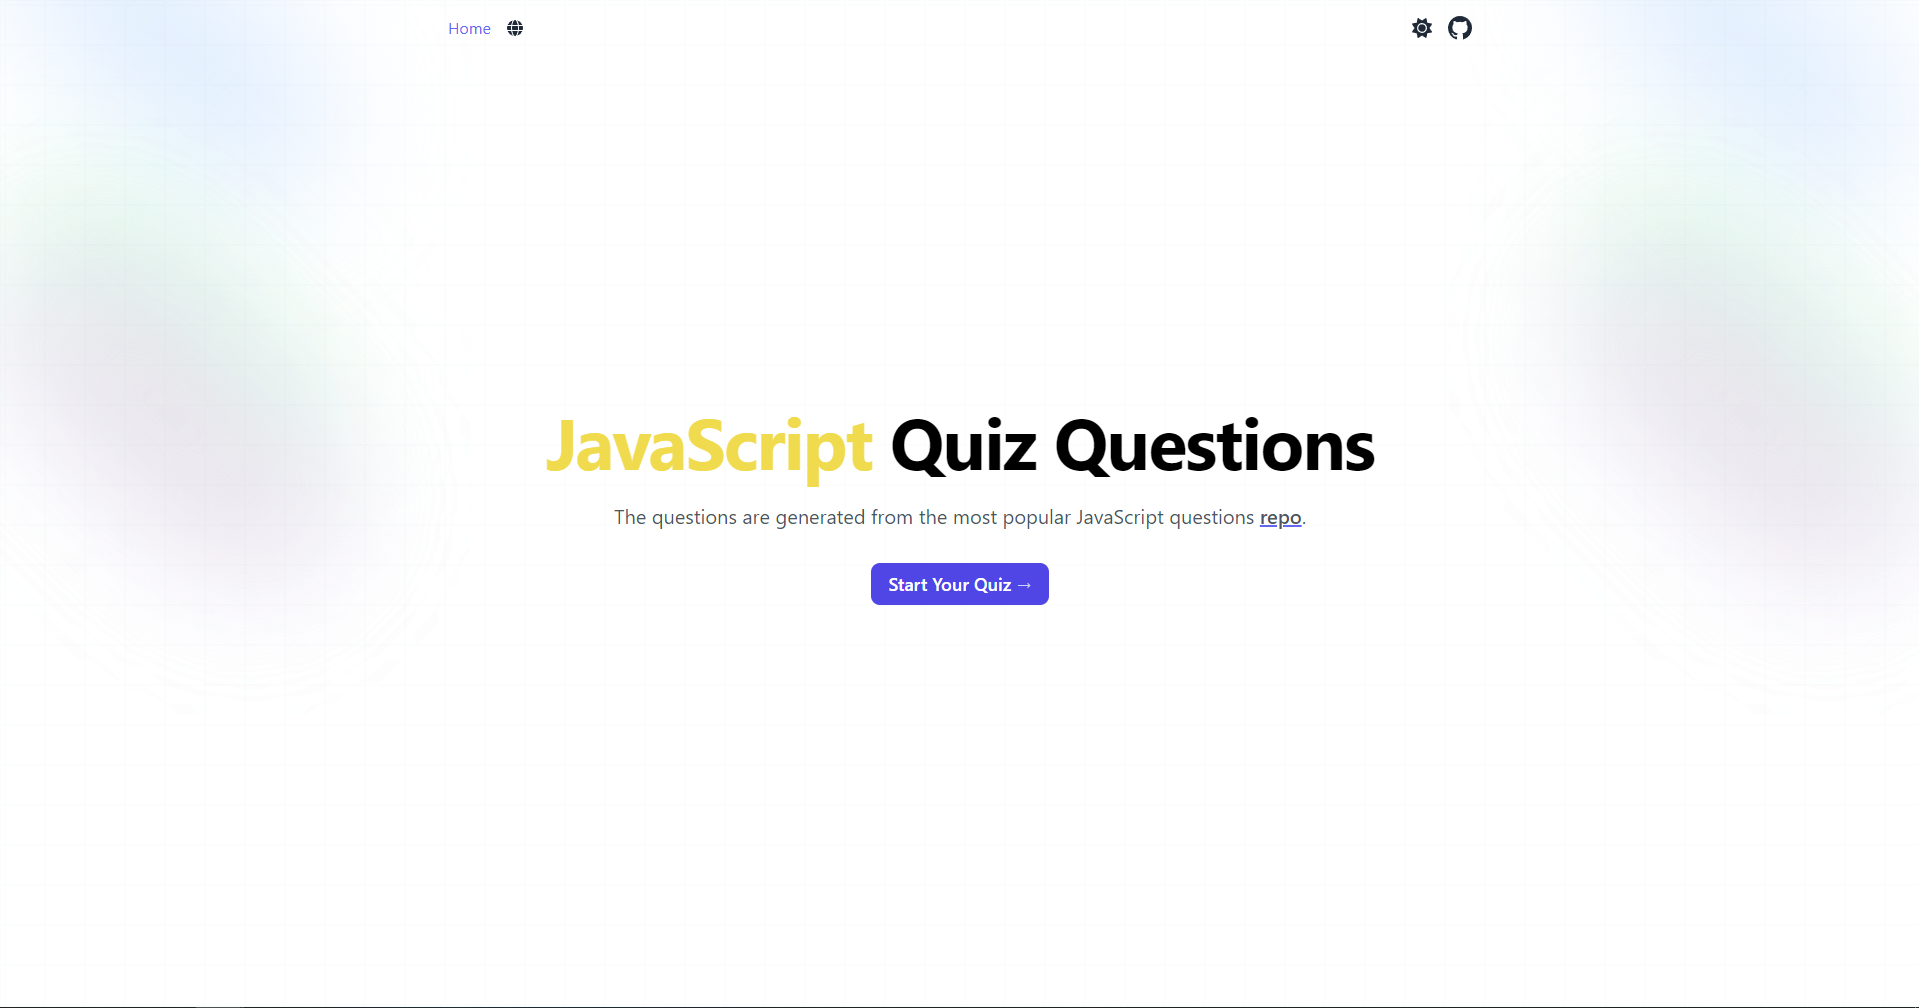 Home
JavaScript Quiz Questions
The questions are generated from the most popular JavaScript questions repo.
Start Your Quiz →